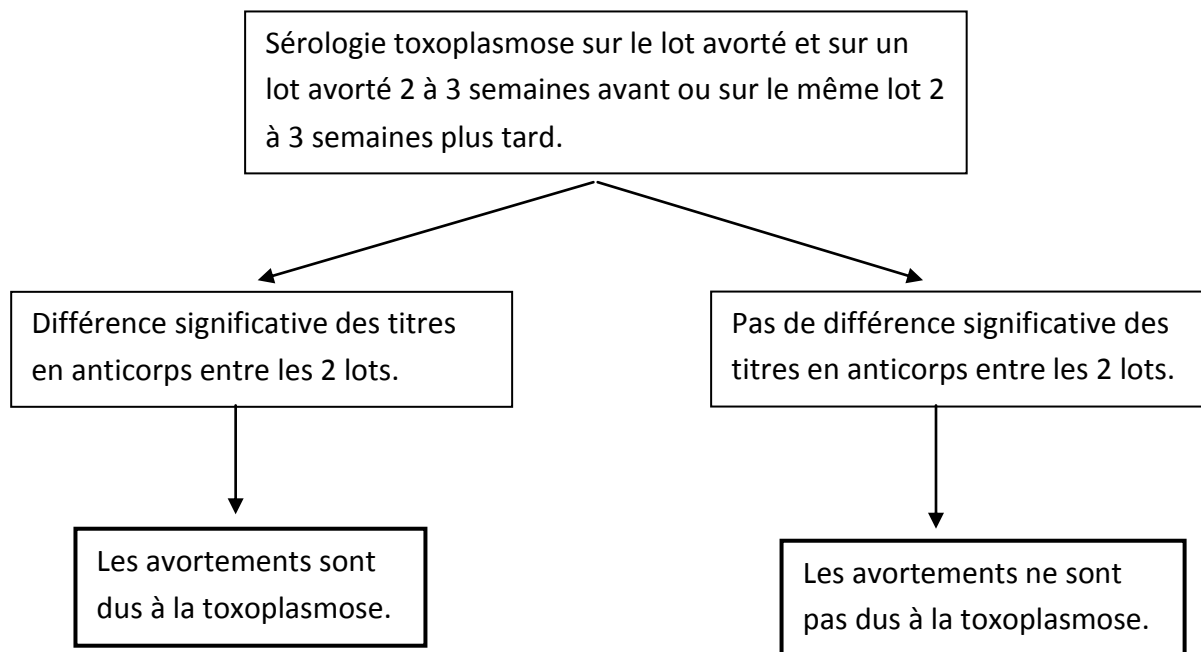 Sérologie toxoplasmose sur le lot avorté et sur un
lot avorté 2 à 3 semaines avant ou sur le même lot 2
à 3 semaines plus tard.
Différence significative des titres
en anticorps entre les 2 lots.
Pas de différence significative des
titres en anticorps entre les 2 lots.
Les avortements sont
dus à la toxoplasmose.
Les avortements ne sont
pas dus à la toxoplasmose.